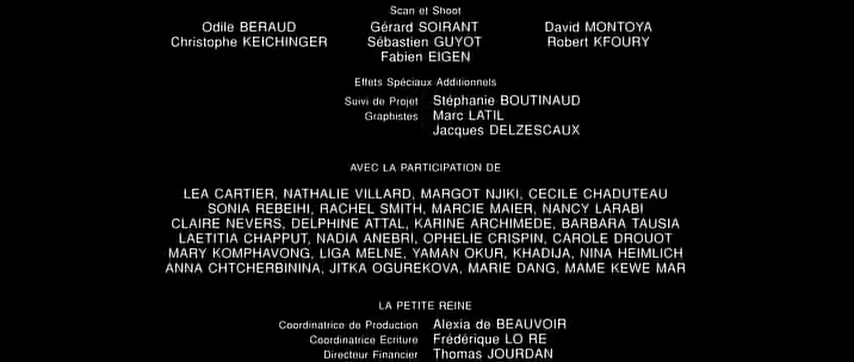 Scan et Shoot
Odile BERAUD Gérard SOIRANT David MONTOYA
Christophe KEICHINGER Sébastien GUYOT Robert KFOURY
Fabien EIGEN
Effets Spéciaux Additionnels
Suivi de Projet Stéphanie BOUTINAUD
Graphistes Marc LATIL
Jacques DELZESCAUX
AVEC LA PARTICIPATION DE
LEA CARTIER, NATHALIE VILLARD, MARGOT NJIKI, CECILE CHADUTEAU
SONIA REBEIHI, RACHEL SMITH, MARCIE MAIER, NANCY LARABI
CLAIRE NEVERS, DELPHINE ATTAL, KARINE ARCHIMEDE, BARBARA TAUSIA
LAETITIA CHAPPUT, NADIA ANEBRI, OPHELIE CRISPIN, CAROLE DROUOT
MARY KOMPHAVONG, LIGA MELNE, YAMAN OKUR, KHADIJA, NINA HEIMLICH
ANNA CHTCHERBININA, JITKA OGUREKOVA, MARIE DANG, MAME KEWE MAR
LA PETITE REINE
Coordinatrice de Production Alexia de BEAUVOIR
Coordinatrice Ecriture Frédérique LO RE
Directeur Financier Thomas JOURDAN